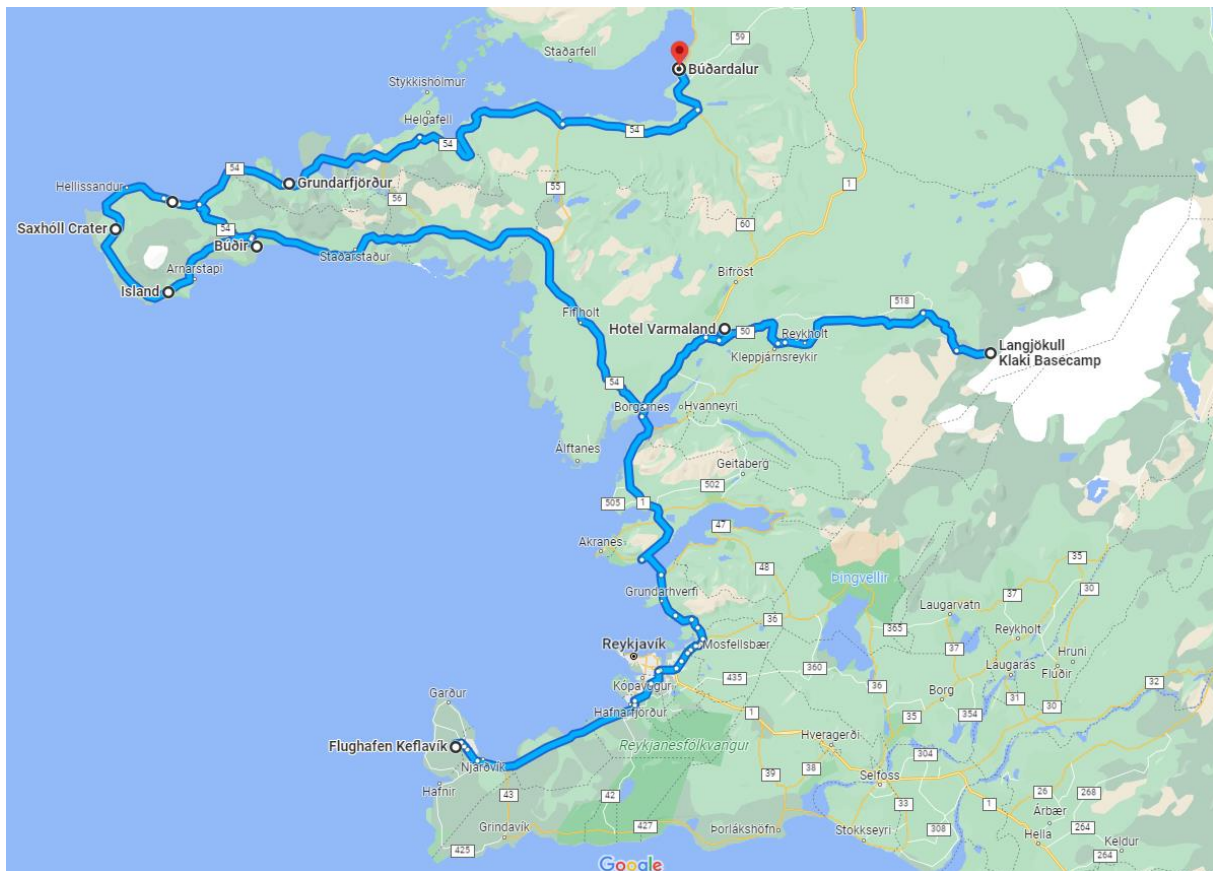 59
Staðarfell
Búðardalur
Stykkishólmur
Helgafell
54
54
54
Hellissandur
Grundarfjörður
55
1
56
60
Saxhóll Crater
54
Búðir
Staðarstaður
Arnarstapi
Island
Bifröst
518
Fíflholt
Hotel Varmaland
50
Reykholt
Kleppjárnsreykir
Langjökull
Klaki Basecamp
54
Borgarnes
Hvanneyri
Álftanes
Geitaberg
502
505
1
47
Akranes
48
35
Þingvellir
37
30
Grundarhverfi
Laugarvatn
36
365
Reykholt
Reykjavík
Mosfellsbær
37
Hruni
360
Laugarás
Flúðir
435
36
32
Kópavogur
Garður
31
30
Borg
354
Hafnarfjörður
1
35
Flughafen Keflavík
Reykjanesfólkvangur
Hveragerði
304
Njarðvík
39
38
Selfoss
Hafnir
43
42
33
1
26
268
Árbær
427
Þorlákshöfn
Stokkseyri
308
264
Grindavík
Hella
Keldur
425
264
Google